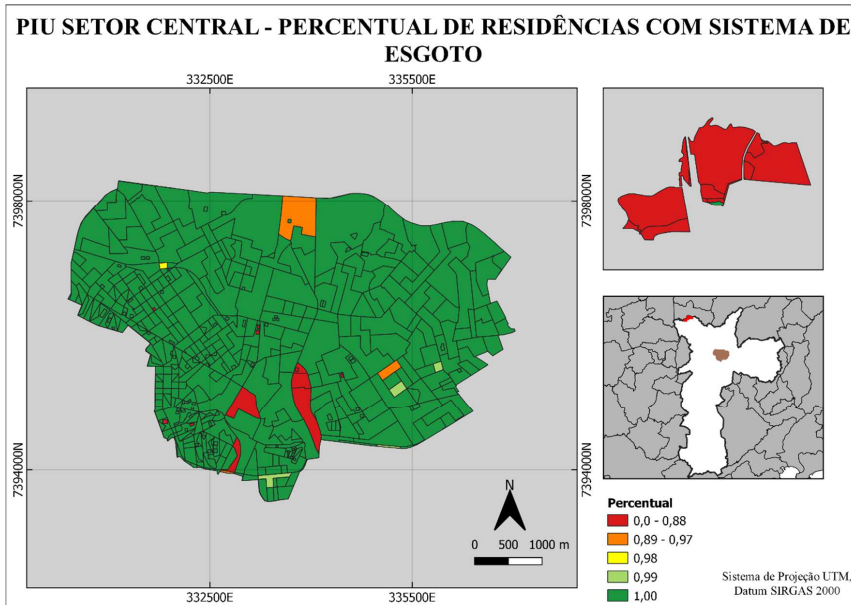 PIU SETOR CENTRAL - PERCENTUAL DE RESIDÊNCIAS COM SISTEMA DE
ESGOTO
332500E
335500E
7398000N
7398000N
7394000N
7394000N
N
0 500 1000 m
332500E
335500E
Percentual
0,0 - 0,88
0,89 - 0,97
0,98
0,99
1,00
Sistema de Projeção UTM,
Datum SIRGAS 2000